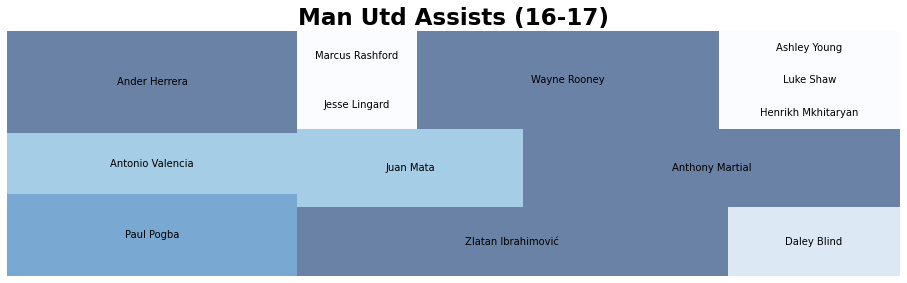 Man Utd Assists (16-17)
Ander Herrera
Marcus Rashford
Jesse Lingard
Wayne Rooney
Ashley Young
Luke Shaw
Henrikh Mkhitaryan
Antonio Valencia
Juan Mata
Anthony Martial
Paul Pogba
Zlatan Ibrahimović
Daley Blind